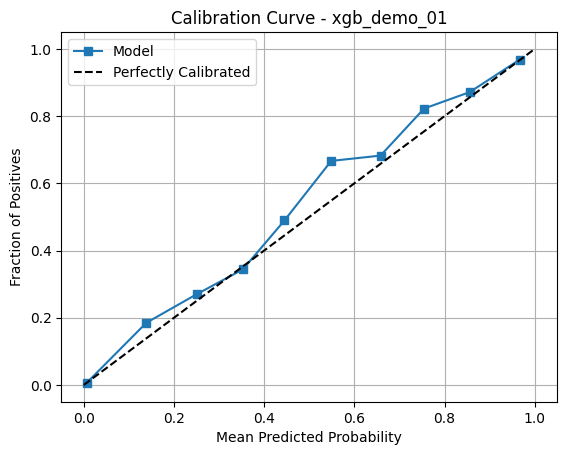 Calibration Curve - xgb_demo_01
Model
Perfectly Calibrated
Fraction of Positives
1.0
0.8
0.6
0.4
0.2
0.0
0.0 0.2 0.4 0.6 0.8 1.0
Mean Predicted Probability